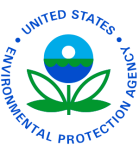 UNITED STATES
ENVIRONMENTAL PROTECTION AGENCY